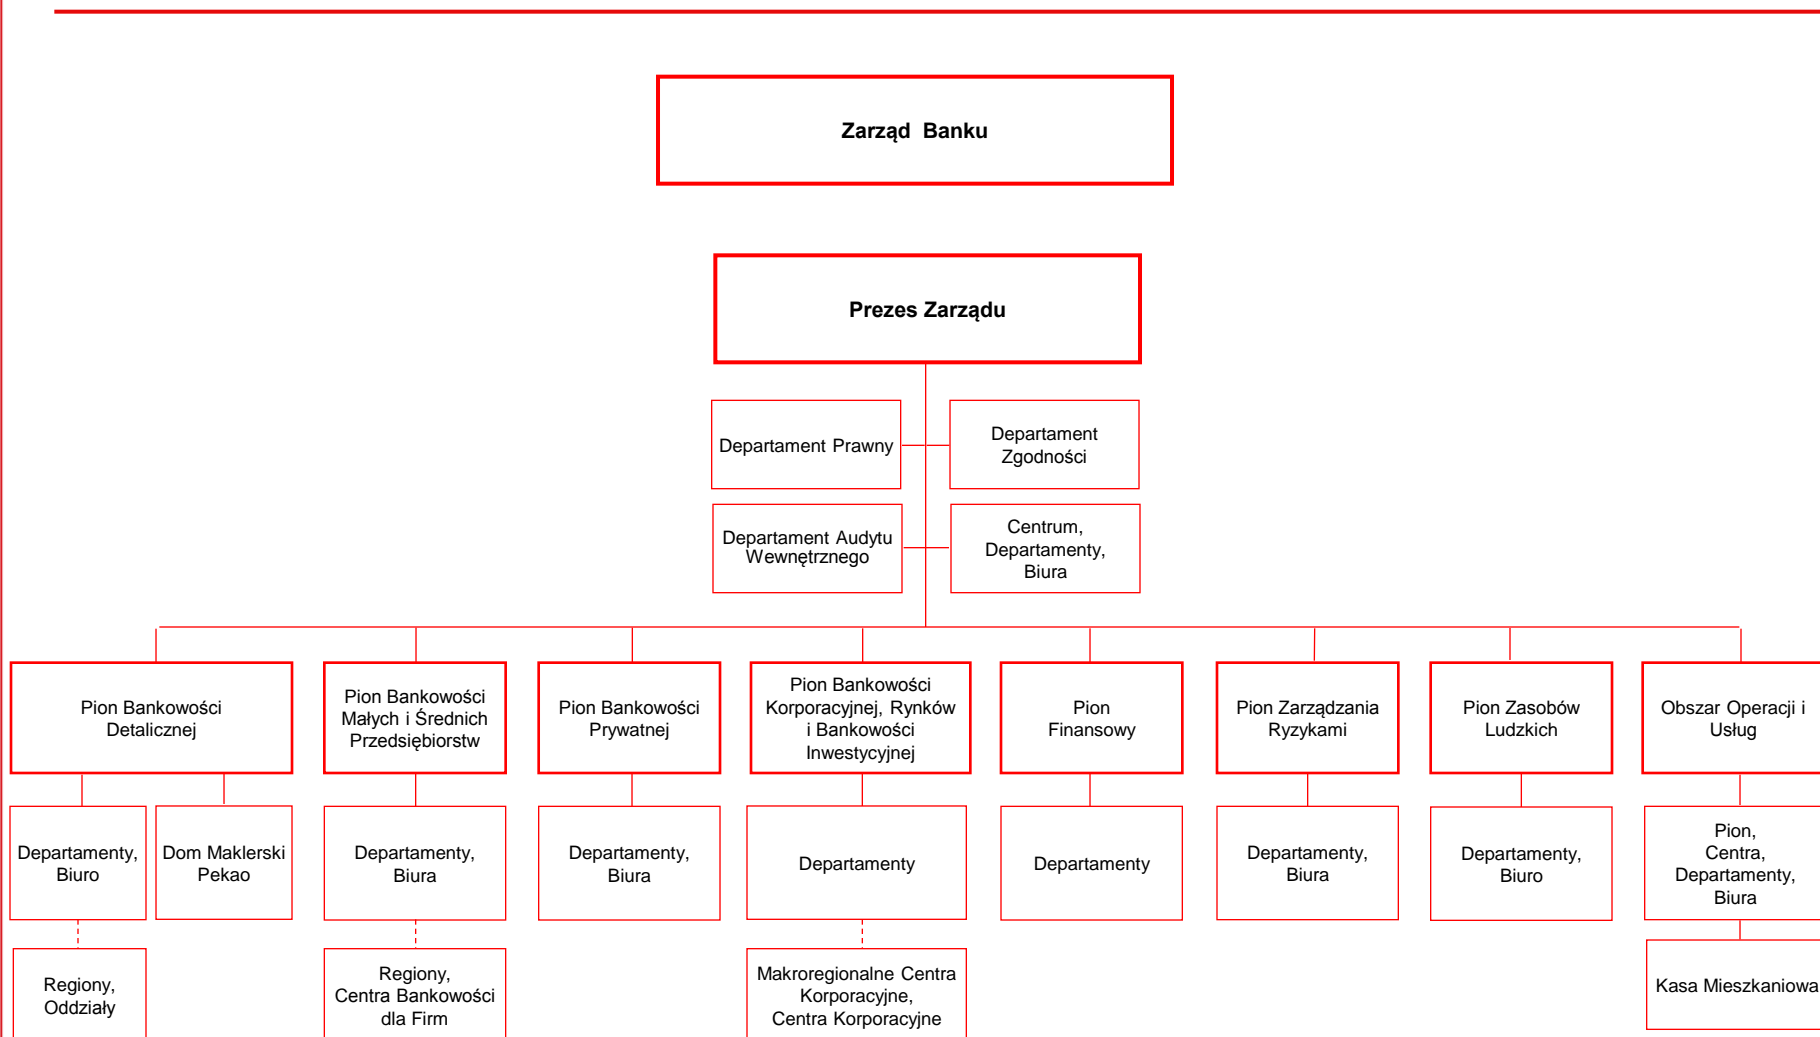 Zarząd Banku
Prezes Zarządu
Departament Prawny
Departament
Zgodności
Departament Audytu
Wewnętrznego
Centrum,
Departamenty,
Biura
Pion Bankowości
Detalicznej
Pion Bankowości
Małych i Średnich
Przedsiębiorstw
Pion Bankowości
Prywatnej
Pion Bankowości
Korporacyjnej, Rynków
i Bankowości
Inwestycyjnej
Pion
Finansowy
Pion Zarządzania
Ryzykami
Pion Zasobów
Ludzkich
Obszar Operacji i
Usług
Departamenty,
Biuro
Dom Maklerski
Pekao
Departamenty,
Biura
Departamenty,
Biura
Departamenty
Departamenty
Departamenty,
Biura
Departamenty,
Biuro
Pion,
Centra,
Departamenty,
Biura
Regiony,
Oddziały
Regiony,
Centra Bankowości
dla Firm
Makroregionalne Centra
Korporacyjne,
Centra Korporacyjne
Kasa Mieszkaniowa